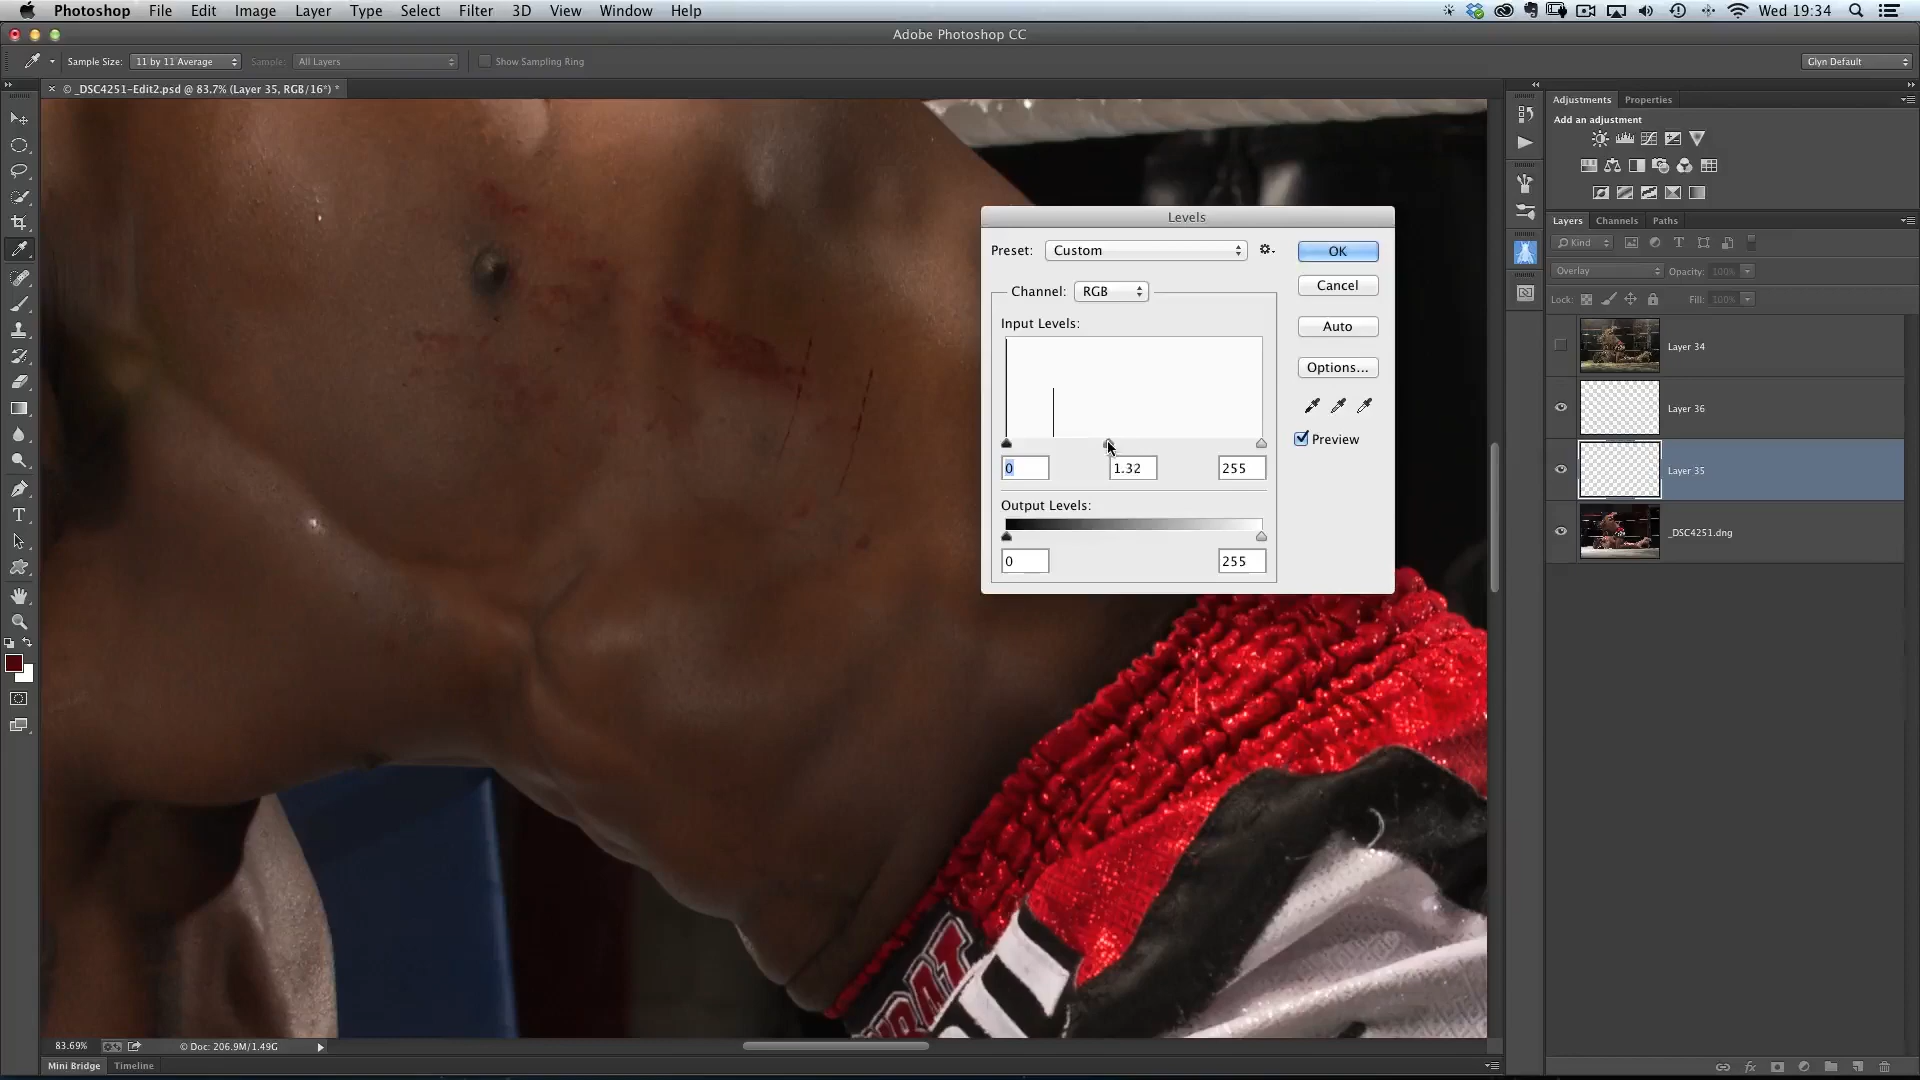 Photoshop File Edit Image Layer Type Select Filter 3D View Window Help Wed 19:34
Adobe Photoshop CC
Sample Size: 11 by 11 Average Sample: All Layers Show Sampling Ring Glyn Default
© _DSC4251-Edit2.psd @ 83.7% (Layer 35, RGB/16*) *
Levels
Preset: Custom
OK
Channel: RGB
Cancel
Input Levels:
Auto
Options...
Preview
0 1.32 255
Output Levels:
0 255
Adjustments Properties
Add an adjustment
Layers Channels Paths
Kind
Overlay Opacity: 100%
Lock: Fill: 100%
Layer 34
Layer 36
Layer 35
_DSC4251.dng
83.69% © Doc: 206.9M/1.49G
Mini Bridge Timeline